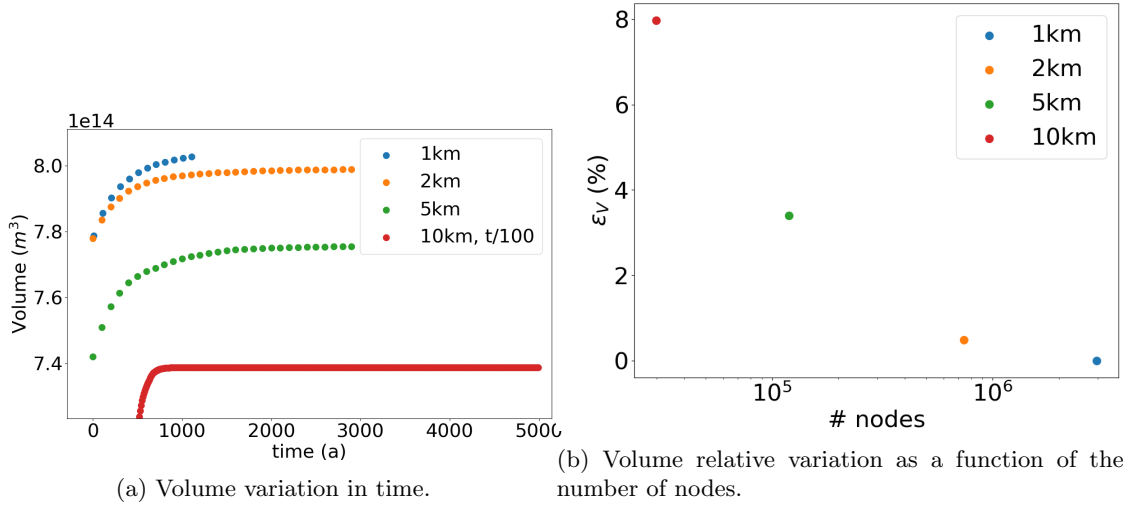 1e14
8.0
7.8
7.6
7.4
Volume (m³)
1km
2km
5km
10km, t/100
0 1000 2000 3000 4000 5000
time (a)
(a) Volume variation in time.
8
6
4
2
0
εV (%)
1km
2km
5km
10km
10⁵ 10⁶
# nodes
(b) Volume relative variation as a function of the
number of nodes.